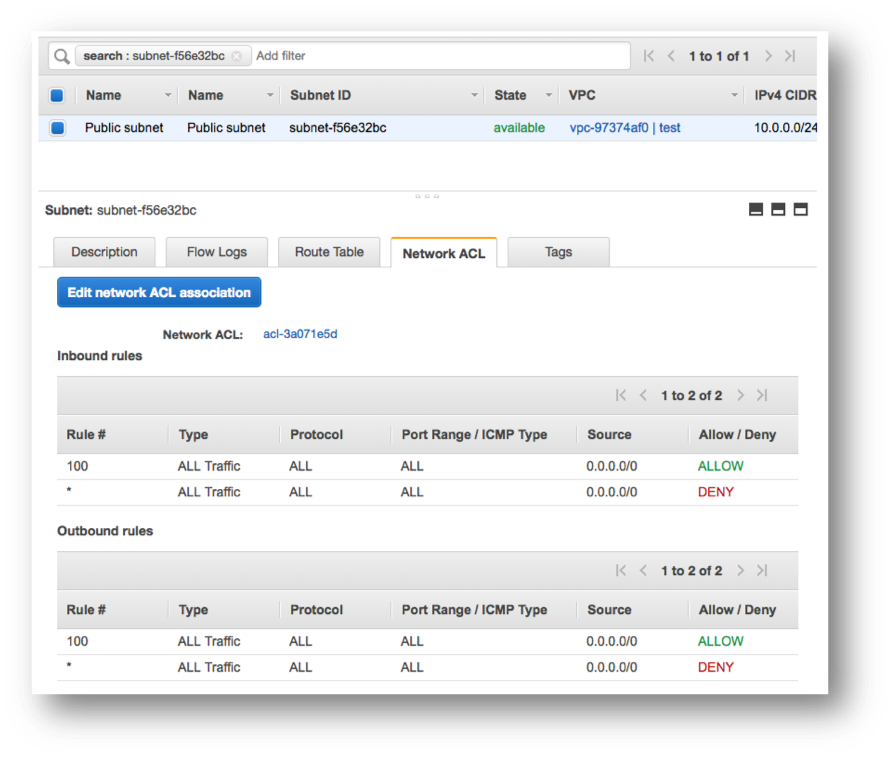 search : subnet-f56e32bc Add filter 1 to 1 of 1
Name Name Subnet ID State VPC IPv4 CIDR
Public subnet Public subnet subnet-f56e32bc available vpc-97374af0 | test 10.0.0.0/24
Subnet: subnet-f56e32bc
Description Flow Logs Route Table Network ACL Tags
Edit network ACL association
Network ACL: acl-3a071e5d
Inbound rules
1 to 2 of 2
Rule # Type Protocol Port Range / ICMP Type Source Allow / Deny
100 ALL Traffic ALL ALL 0.0.0.0/0 ALLOW
* ALL Traffic ALL ALL 0.0.0.0/0 DENY
Outbound rules
1 to 2 of 2
Rule # Type Protocol Port Range / ICMP Type Source Allow / Deny
100 ALL Traffic ALL ALL 0.0.0.0/0 ALLOW
* ALL Traffic ALL ALL 0.0.0.0/0 DENY